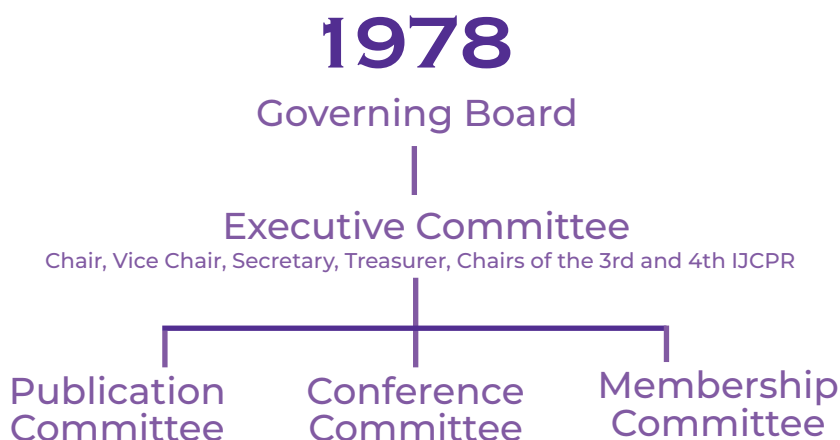 1978
Governing Board
Executive Committee
Chair, Vice Chair, Secretary, Treasurer, Chairs of the 3rd and 4th IJCPR
Publication
Committee
Conference
Committee
Membership
Committee